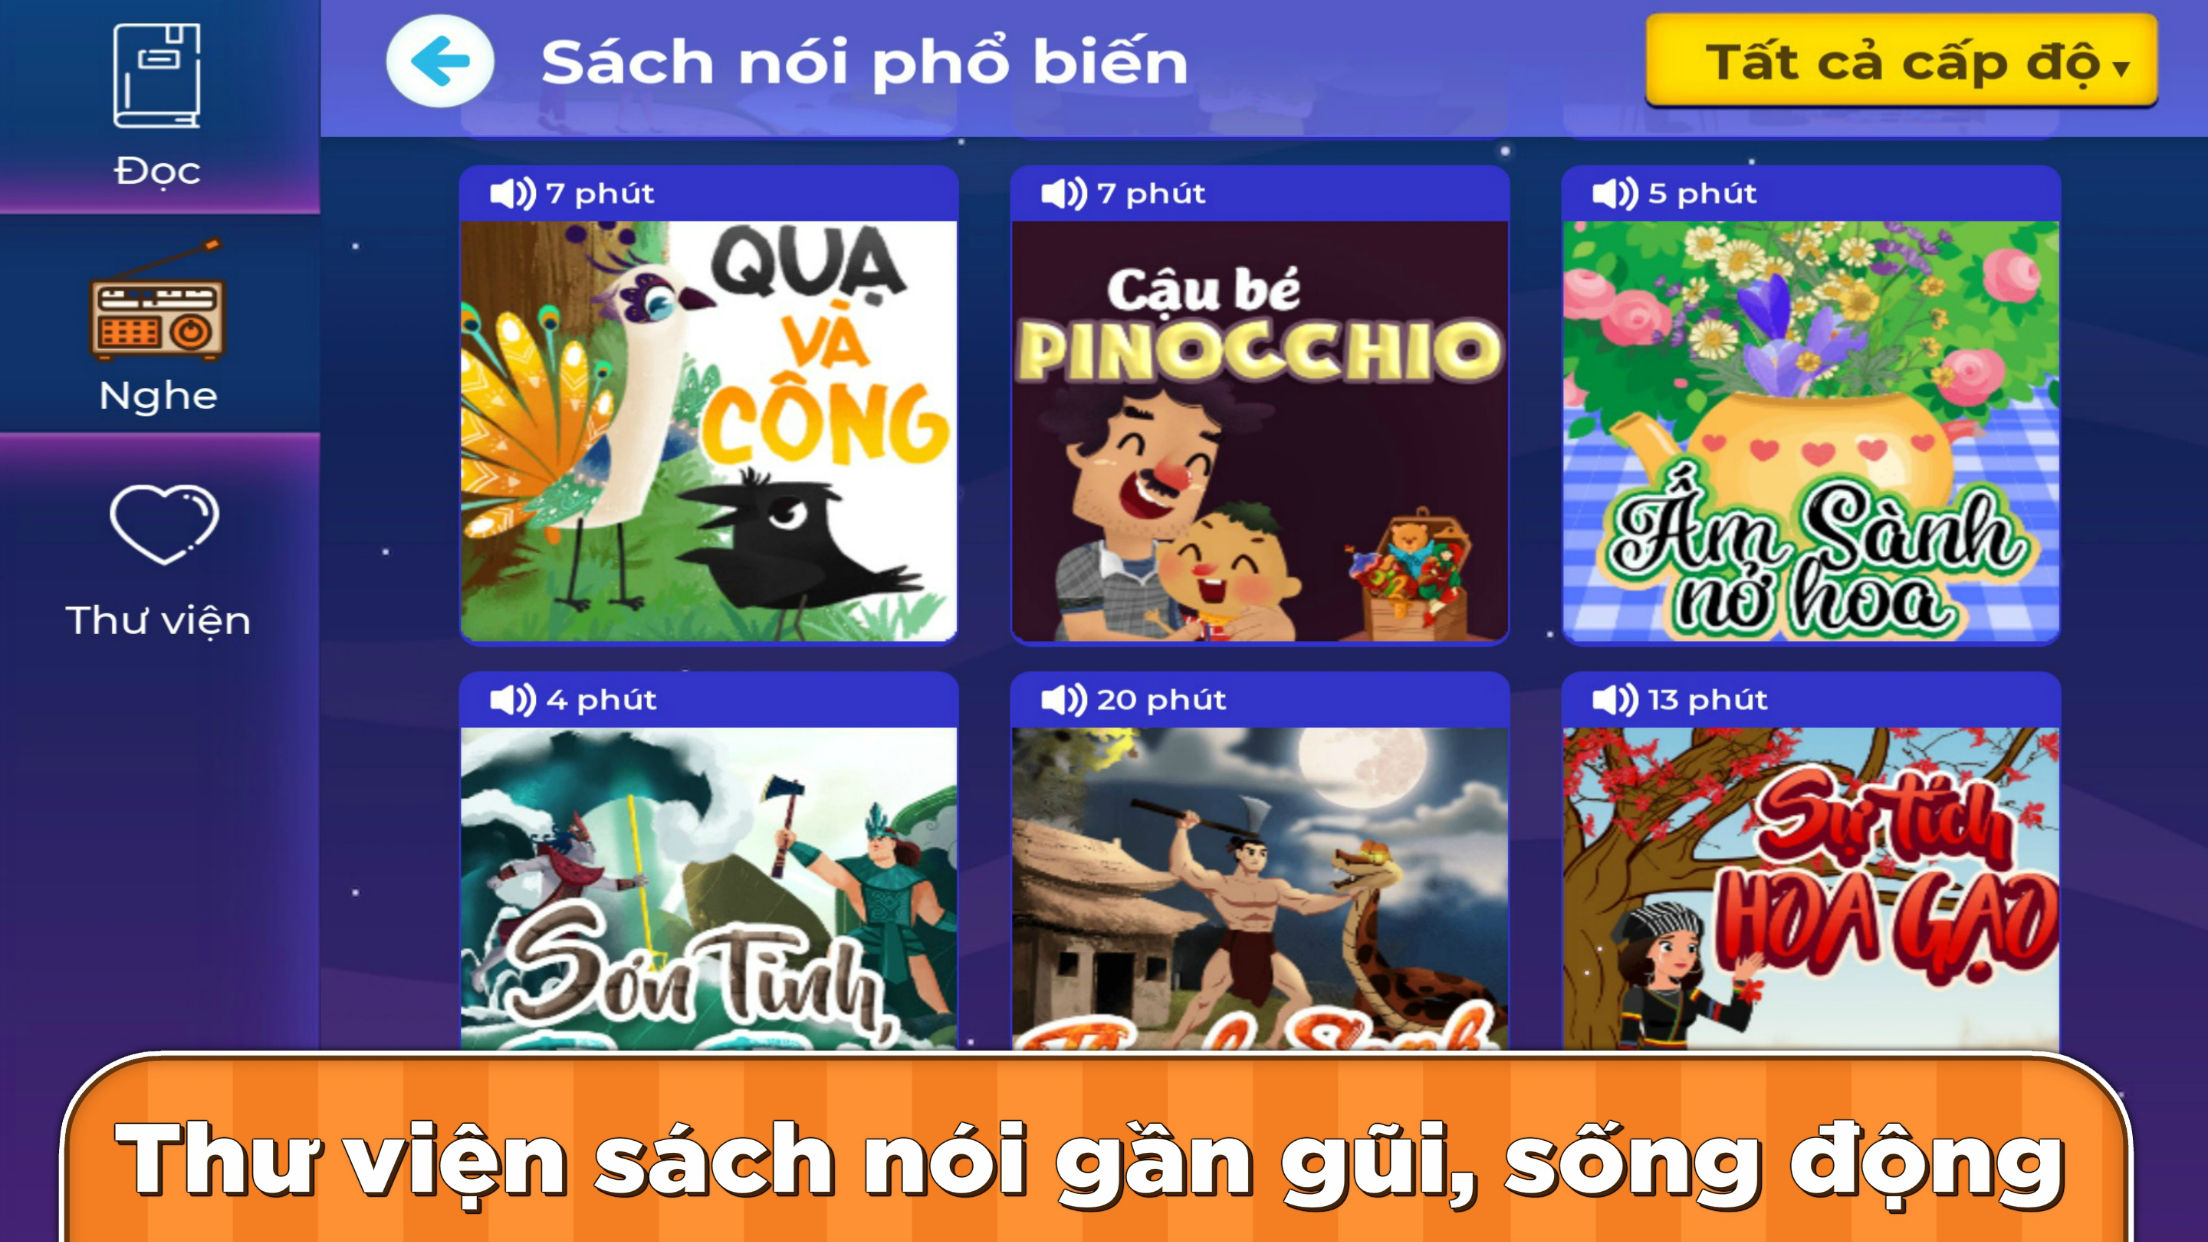 Đọc
Nghe
Thư viện
Sách nói phổ biến
Tất cả cấp độ
7 phút
QUẠ
VÀ
CÔNG
7 phút
Cậu bé
PINOCCHIO
5 phút
Ấm Sành
nở hoa
4 phút
Sơn Tinh,
20 phút
13 phút
Sự tích
HOA GẠO
Thư viện sách nói gần gũi, sống động